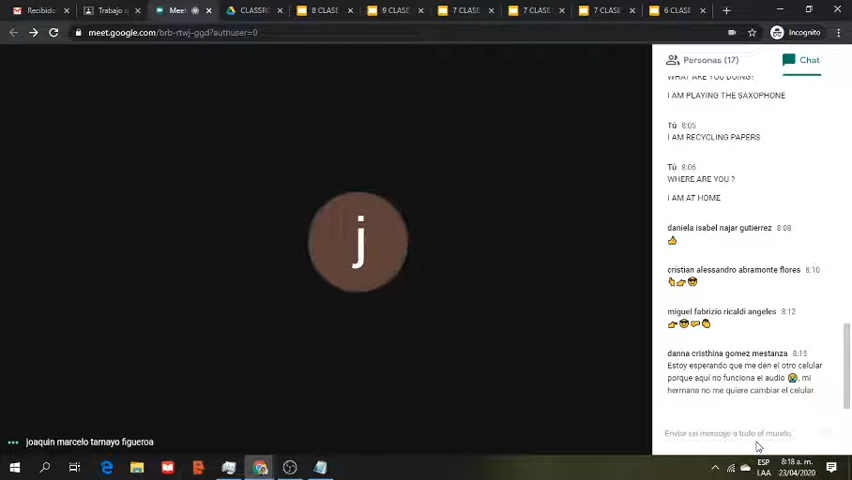 Recibido
Trabajo d
Meet
CLASSR
8 CLASE
9 CLASE
7 CLASE
7 CLASE
7 CLASE
6 CLASE
meet.google.com/brb-rtwj-ggd?authuser=0
Incognito
Personas (17)
Chat
WHAT ARE YOU DOING?
I AM PLAYING THE SAXOPHONE
Tú 8:05
I AM RECYCLING PAPERS
Tú 8:06
WHERE ARE YOU ?
I AM AT HOME
daniela isabel najar gutierrez 8:08
cristian alessandro abramonte flores 8:10
miguel fabrizio ricaldi angeles 8:12
danna cristhina gomez mestanza 8:15
Estoy esperando que me den el otro celular
porque aquí no funciona el audio 😭, mi
hermana no me quiere cambiar el celular
j
Enviar un mensaje a todo el mundo
joaquin marcelo tamayo figueroa
ESP
LAA
8:18 a. m.
23/04/2020